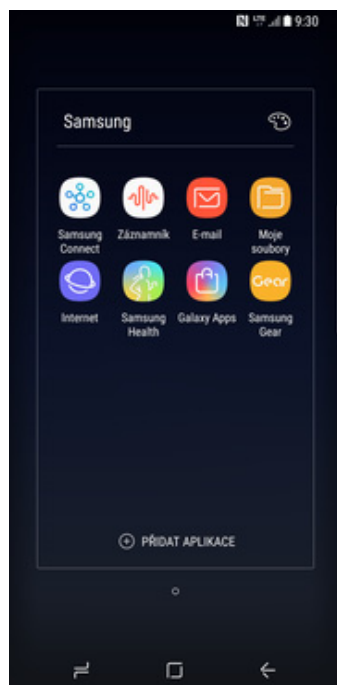 LTE 9:30
Samsung
Samsung Connect
Záznamník
E-mail
Moje soubory
Gear
Internet
Samsung Health
Galaxy Apps
Samsung Gear
PŘIDAT APLIKACE